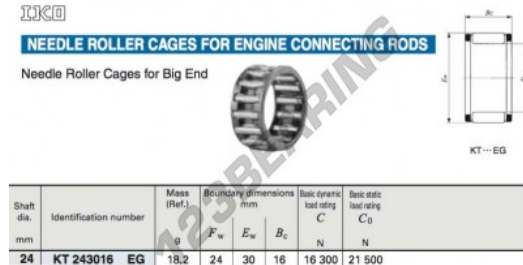 IKO
NEEDLE ROLLER CAGES FOR ENGINE CONNECTING RODS
Needle Roller Cages for Big End
Bc
Ew
KT…EG
123BEARING
Shaft dia. mm
Identification number
Mass (Ref.) g
Boundary dimensions mm
Fw Ew Bc
Basic dynamic load rating C N
Basic static load rating C0 N
24 KT 243016 EG 18.2 24 30 16 16 300 21 500